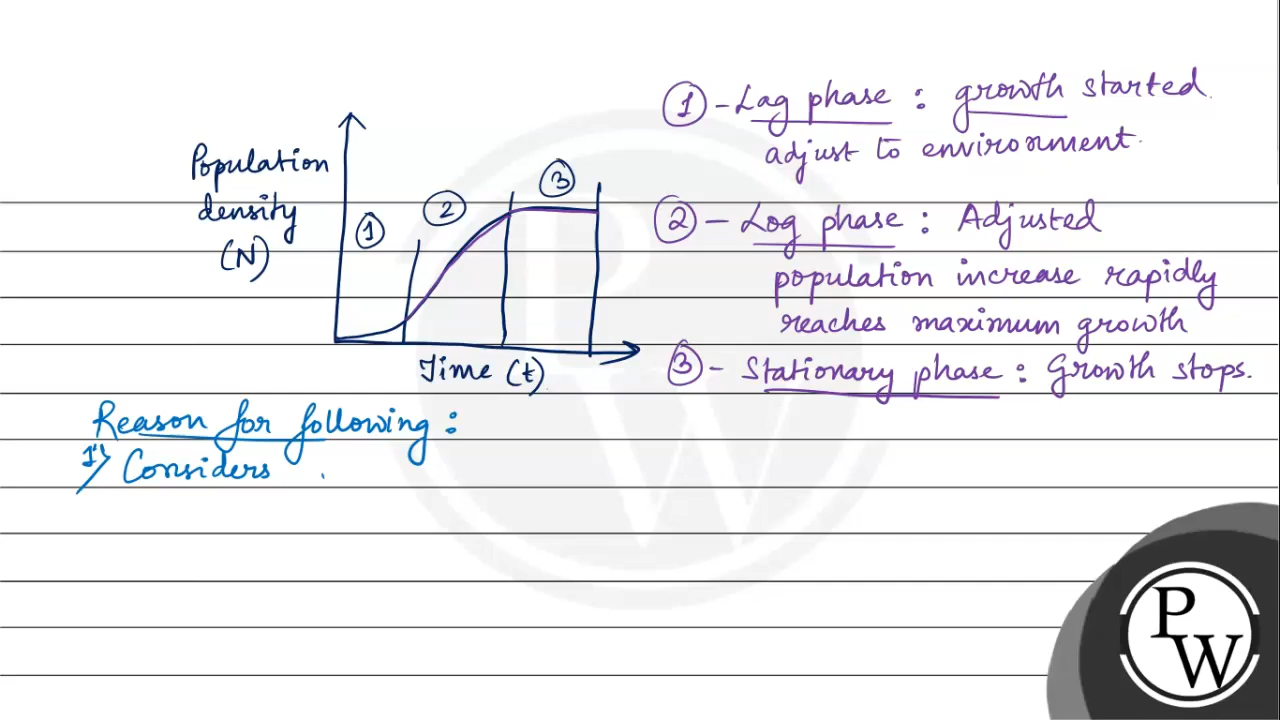 Population
density
(N)
①
②
③
Time (t)
① - Lag phase : growth started.
adjust to environment.
② - Log phase : Adjusted
population increase rapidly
reaches maximum growth
③ - Stationary phase : Growth stops.
Reason for following :
1) Considers
PW
PW